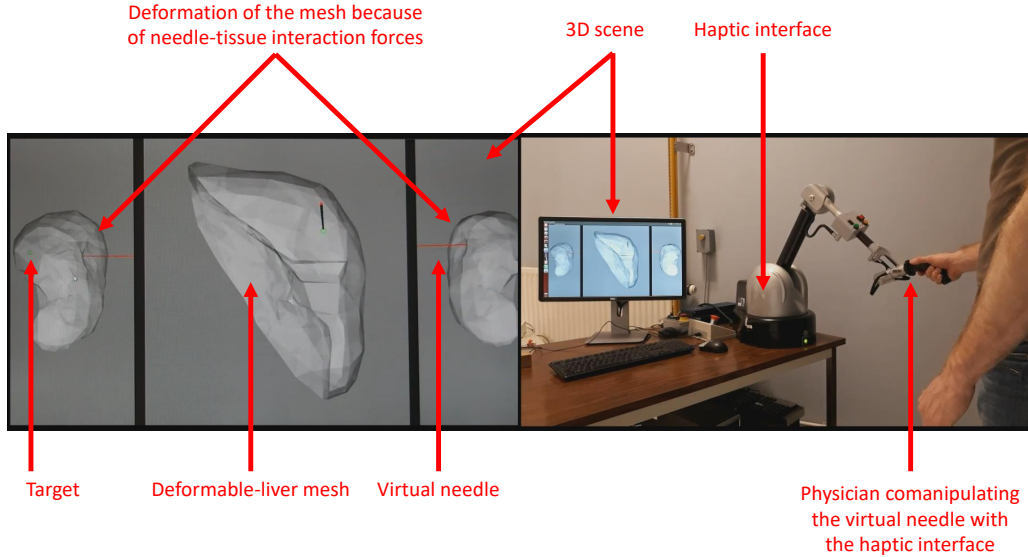 Deformation of the mesh because
of needle-tissue interaction forces
3D scene
Haptic interface
Target
Deformable-liver mesh
Virtual needle
Physician comanipulating
the virtual needle with
the haptic interface